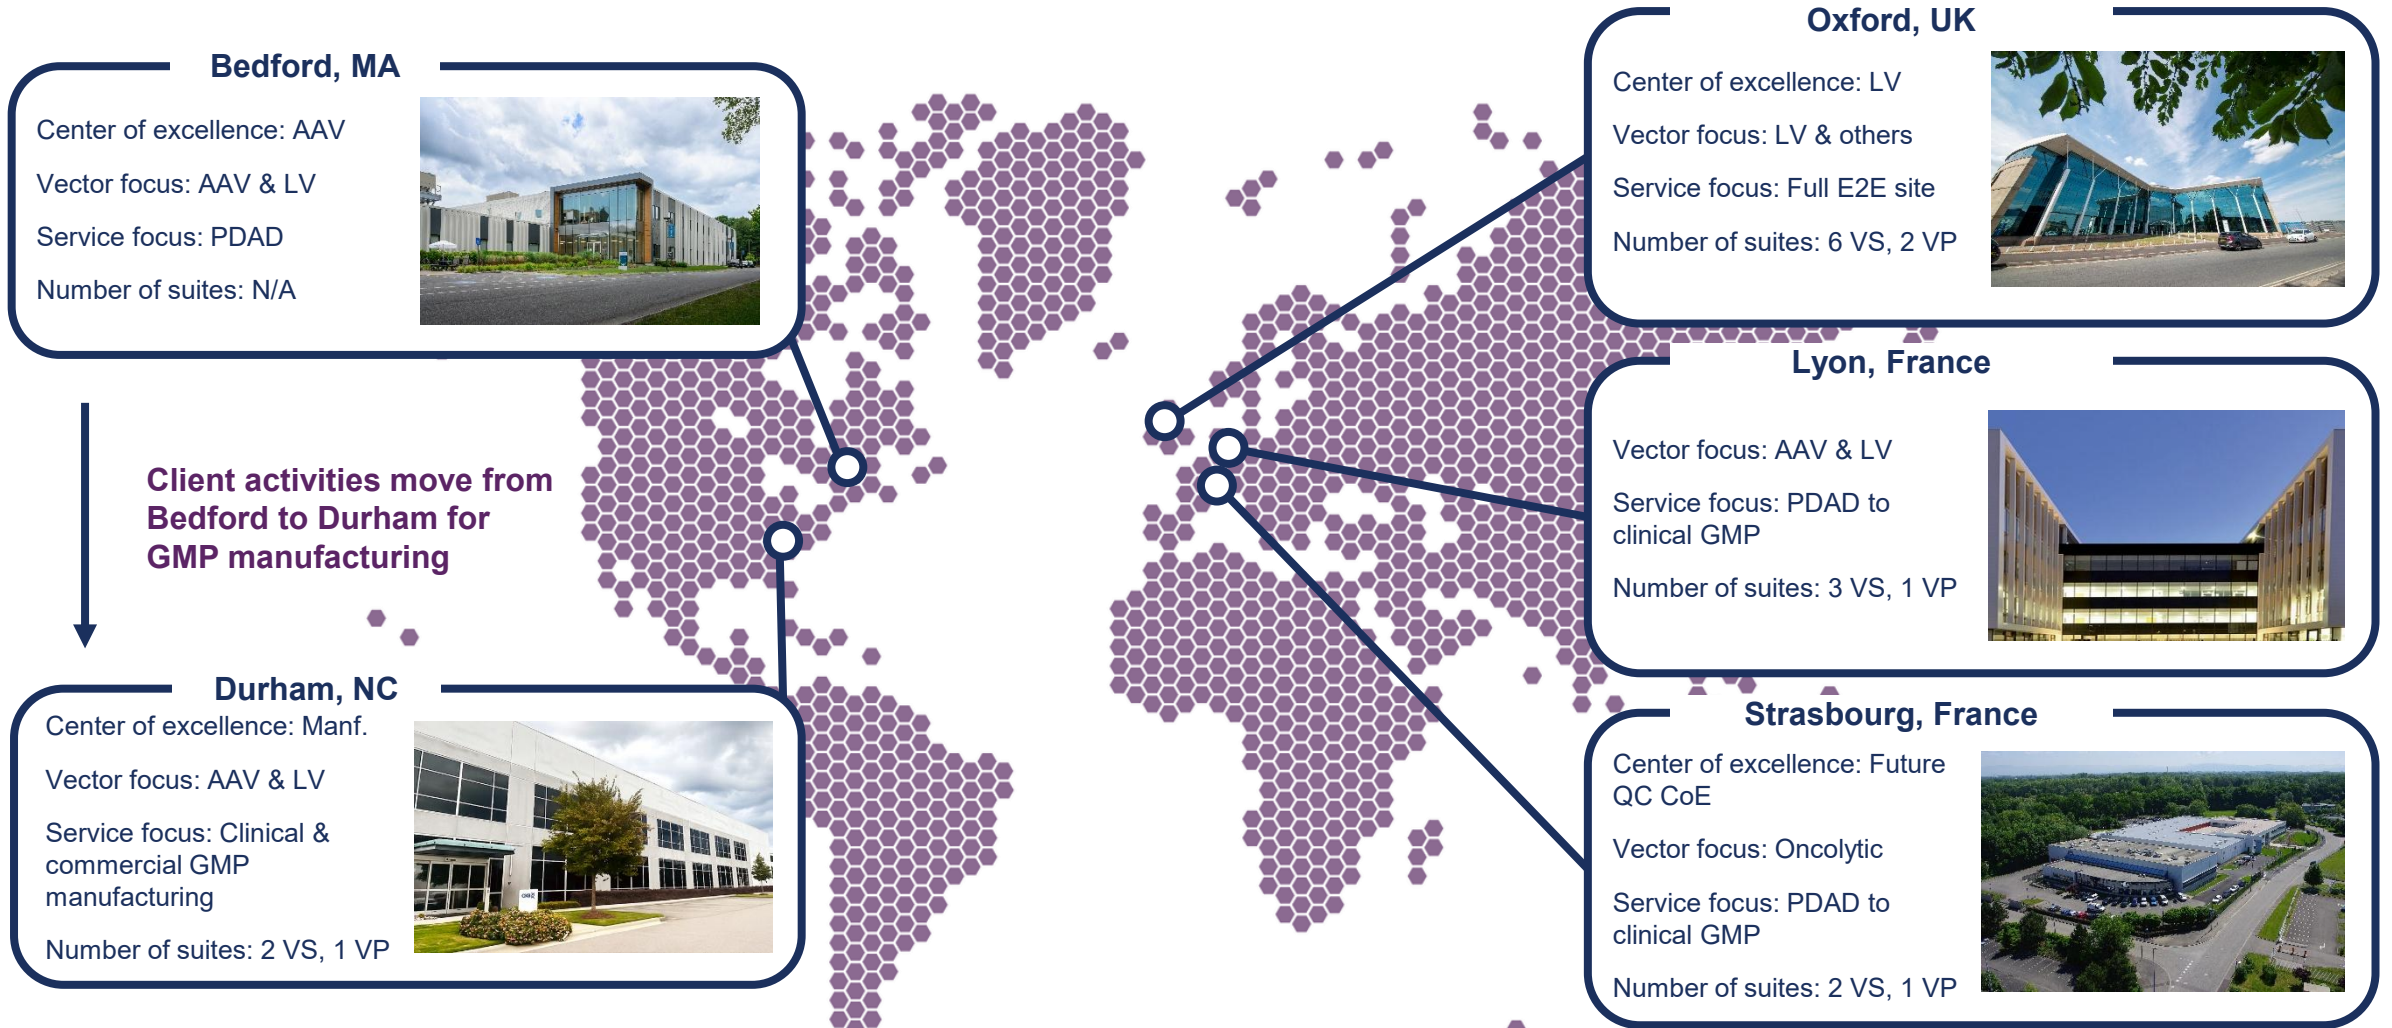 Bedford, MA
Center of excellence: AAV
Vector focus: AAV & LV
Service focus: PDAD
Number of suites: N/A
Client activities move from
Bedford to Durham for
GMP manufacturing
Durham, NC
Center of excellence: Manf.
Vector focus: AAV & LV
Service focus: Clinical &
commercial GMP
manufacturing
Number of suites: 2 VS, 1 VP
Oxford, UK
Center of excellence: LV
Vector focus: LV & others
Service focus: Full E2E site
Number of suites: 6 VS, 2 VP
Lyon, France
Vector focus: AAV & LV
Service focus: PDAD to
clinical GMP
Number of suites: 3 VS, 1 VP
Strasbourg, France
Center of excellence: Future
QC CoE
Vector focus: Oncolytic
Service focus: PDAD to
clinical GMP
Number of suites: 2 VS, 1 VP